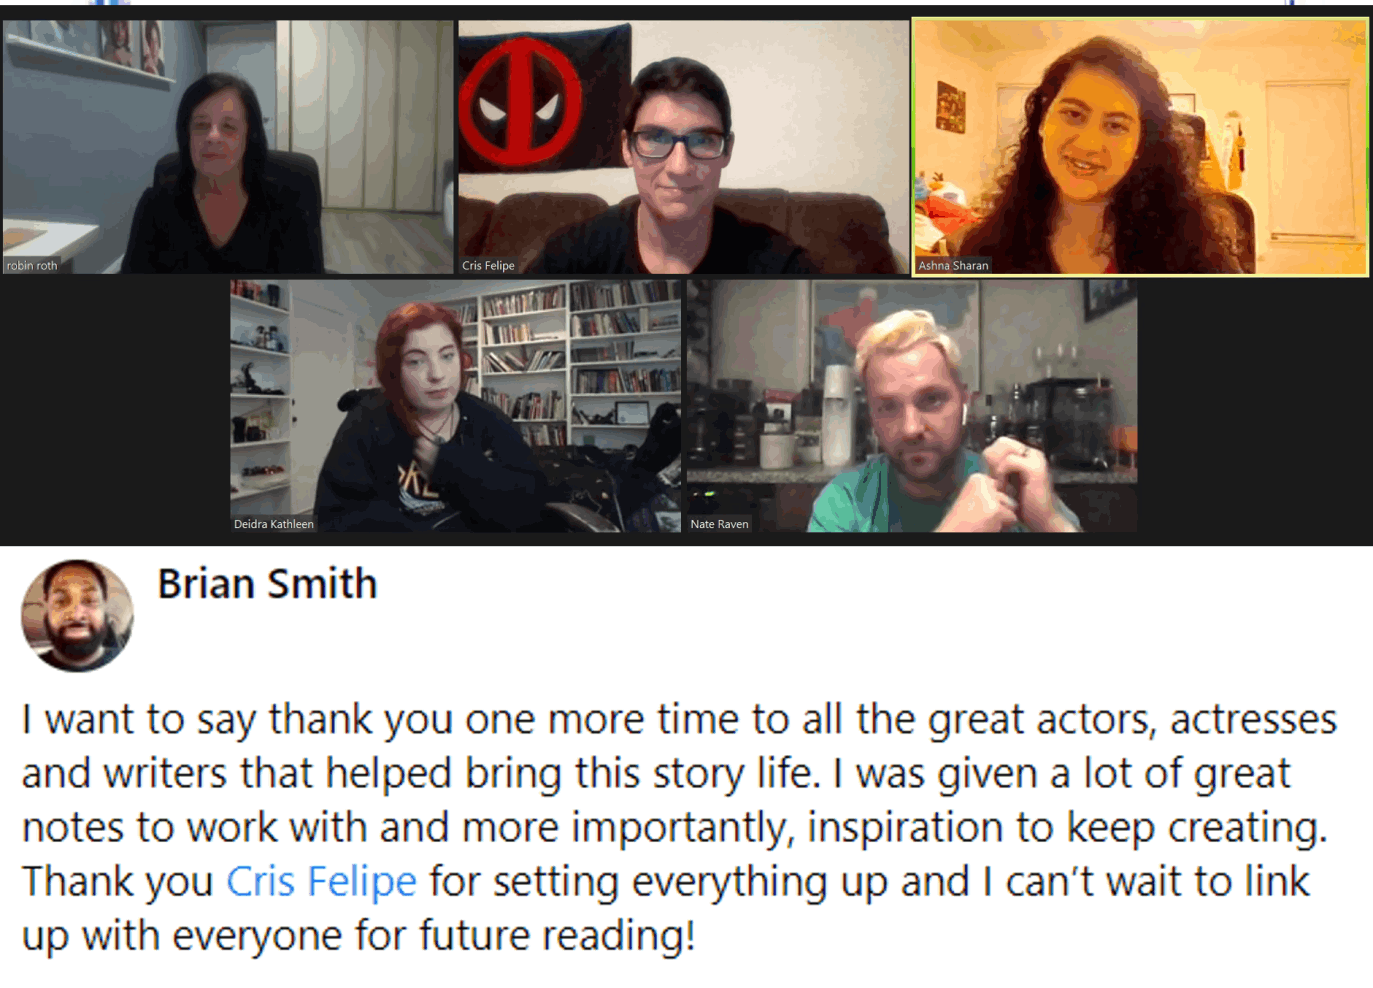 robin roth
Cris Felipe
Ashna Sharan
Deidra Kathleen
Nate Raven
Brian Smith
I want to say thank you one more time to all the great actors, actresses
and writers that helped bring this story life. I was given a lot of great
notes to work with and more importantly, inspiration to keep creating.
Thank you Cris Felipe for setting everything up and I can't wait to link
up with everyone for future reading!